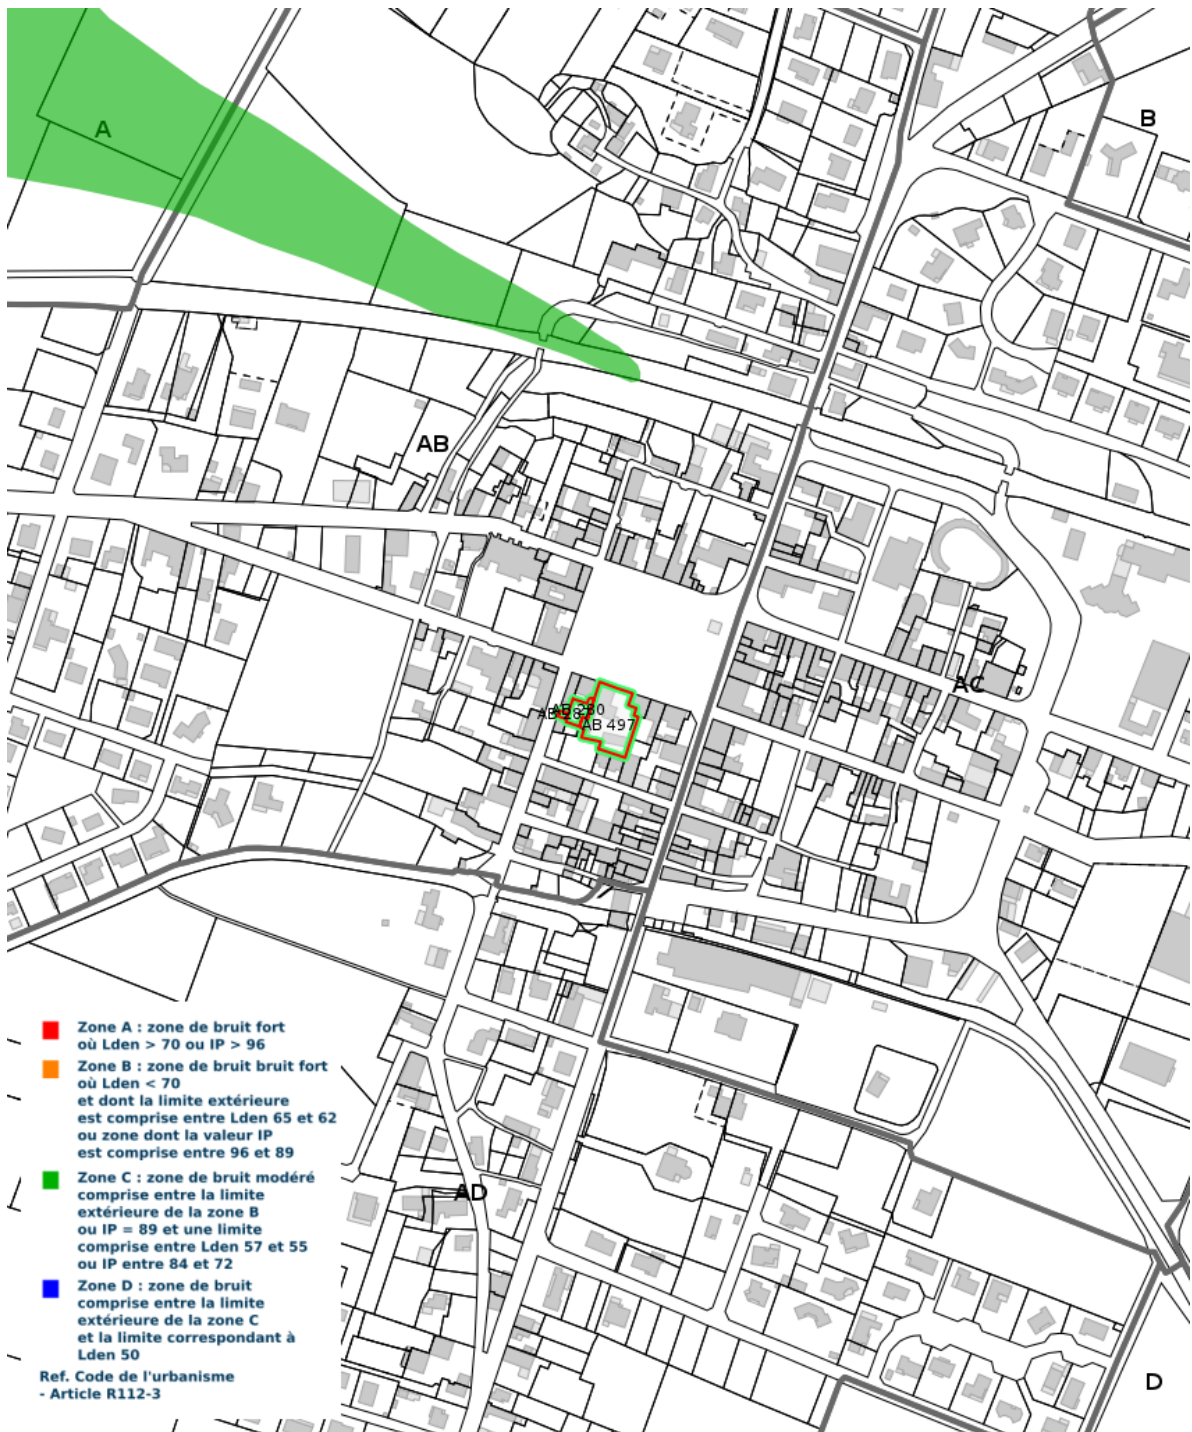 A
B
AB
AC
AB 280
AB 28
AB 497
Zone A : zone de bruit fort
où Lden > 70 ou IP > 96
Zone B : zone de bruit bruit fort
où Lden < 70
et dont la limite extérieure
est comprise entre Lden 65 et 62
ou zone dont la valeur IP
est comprise entre 96 et 89
Zone C : zone de bruit modéré
comprise entre la limite
extérieure de la zone B
ou IP = 89 et une limite
comprise entre Lden 57 et 55
ou IP entre 84 et 72
AD
Zone D : zone de bruit
comprise entre la limite
extérieure de la zone C
et la limite correspondant à
Lden 50
Ref. Code de l'urbanisme
- Article R112-3
D